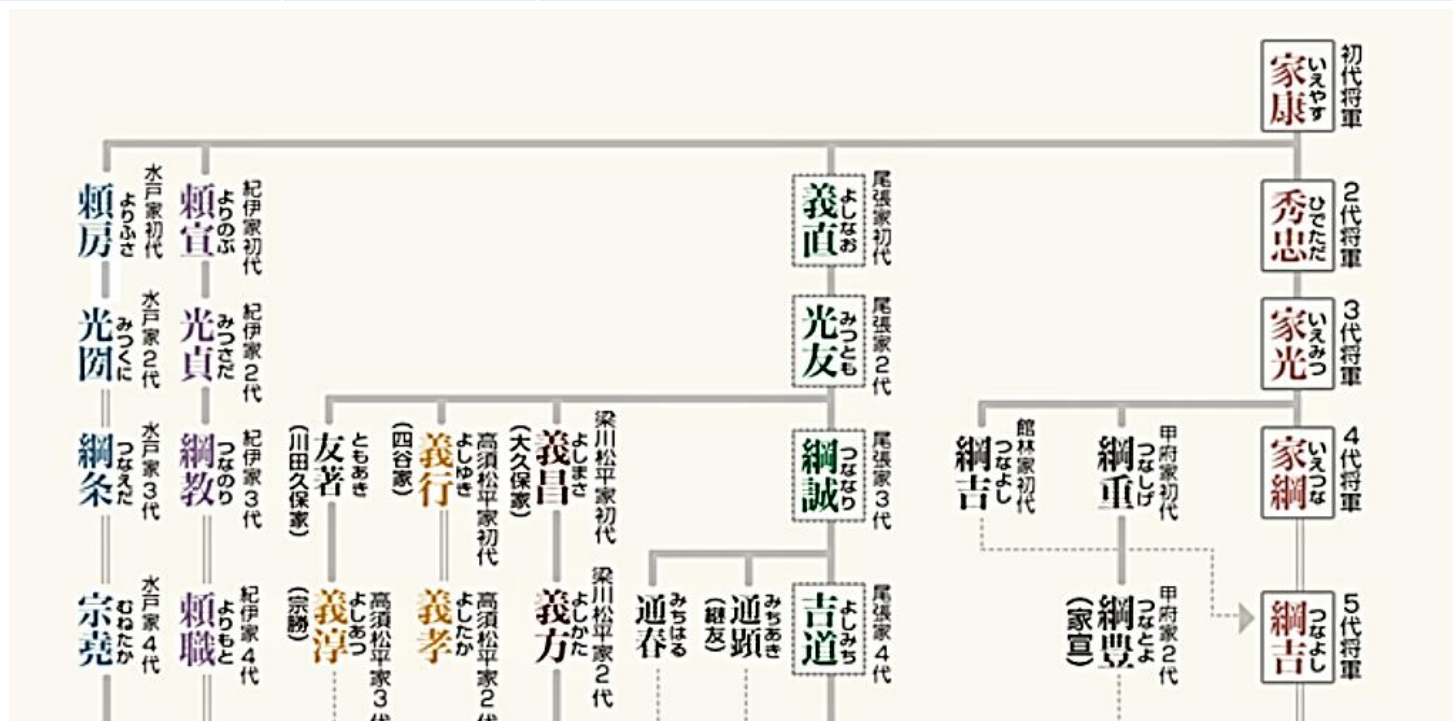 初代将軍
家康
いえやす
2代将軍
秀忠
ひでただ
3代将軍
家光
いえみつ
4代将軍
家綱
いえつな
5代将軍
綱吉
つなよし
甲府家初代
綱重
つなしげ
甲府家2代
綱豊
つなとよ
(家宣)
館林家初代
綱吉
つなよし
尾張家初代
義直
よしなお
尾張家2代
光友
みつとも
尾張家3代
綱誠
つななり
尾張家4代
吉道
よしみち
通顕
みちあき
(継友)
通春
みちはる
梁川松平家初代
義昌
よしまさ
(大久保家)
梁川松平家2代
義方
よしかた
高須松平家初代
義行
よしゆき
(四谷家)
高須松平家2代
義孝
よしたか
友著
ともあき
(川田久保家)
高須松平家3代
義淳
よしあつ
(宗勝)
紀伊家初代
頼宣
よりのぶ
紀伊家2代
光貞
みつさだ
紀伊家3代
綱教
つなのり
紀伊家4代
頼職
よりもと
水戸家初代
頼房
よりふさ
水戸家2代
光圀
みつくに
水戸家3代
綱条
つなえだ
水戸家4代
宗堯
むねたか